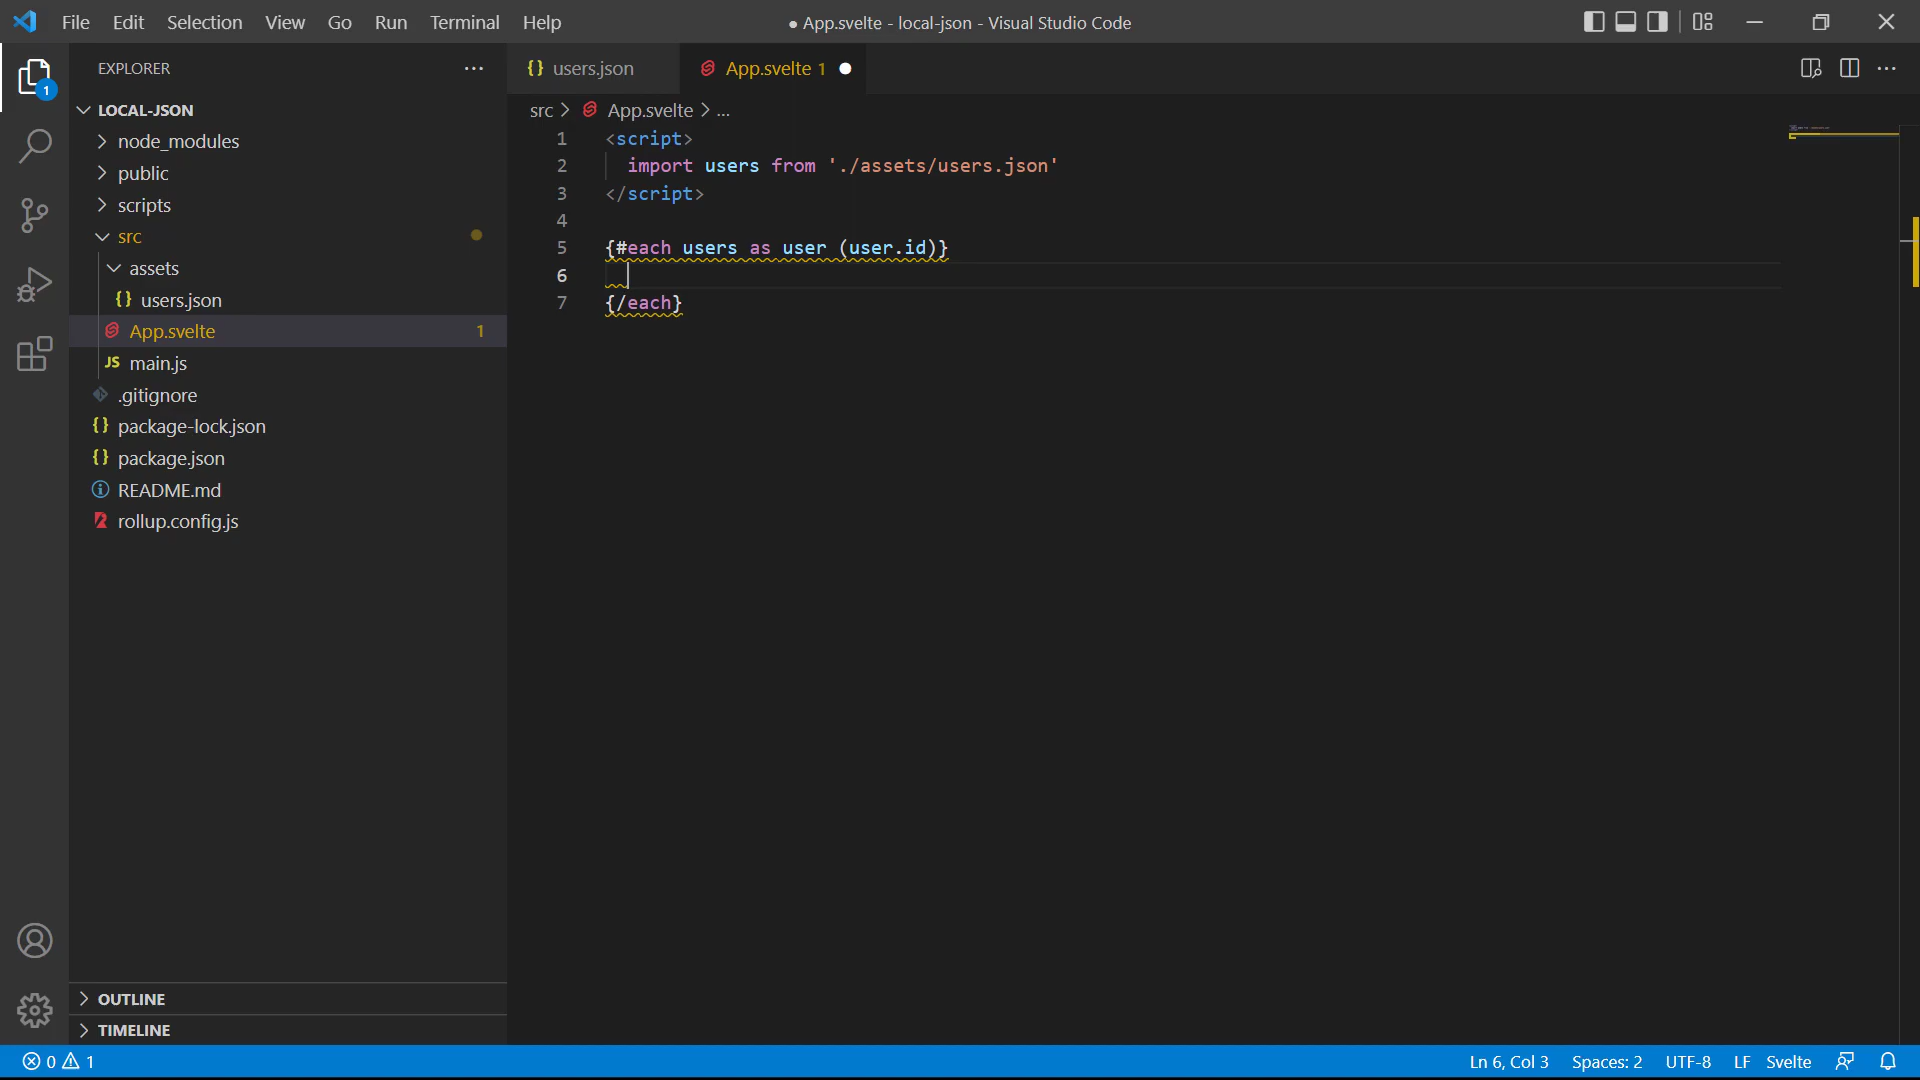 File Edit Selection View Go Run Terminal Help
● App.svelte - local-json - Visual Studio Code
EXPLORER
1
LOCAL-JSON
node_modules
public
scripts
src
assets
{} users.json
App.svelte 1
JS main.js
.gitignore
{} package-lock.json
{} package.json
README.md
rollup.config.js
OUTLINE
TIMELINE
{} users.json
App.svelte 1
src > App.svelte > ...
1 <script>
2 import users from './assets/users.json'
3 </script>
4
5 {#each users as user (user.id)}
6
7 {/each}
0 1
Ln 6, Col 3 Spaces: 2 UTF-8 LF Svelte